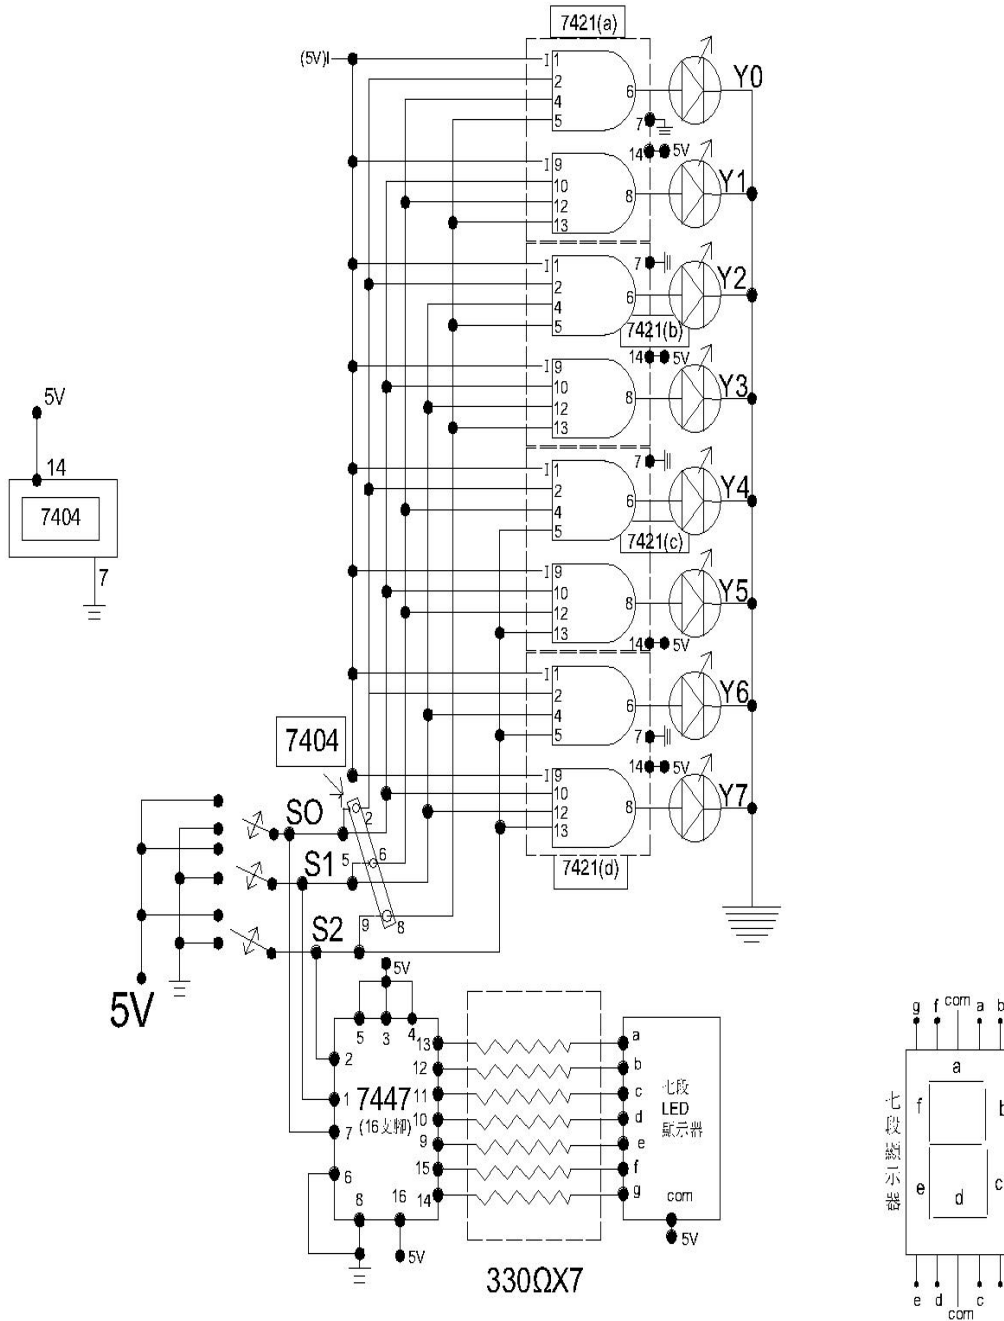 7421(a)
(5V)I
I 1
2
4
5
6
Y0
7
14
5V
I 9
10
12
13
8
Y1
I 1
2
4
5
6
7
Y2
7421(b)
14
5V
I 9
10
12
13
8
Y3
I 1
2
4
5
6
7
Y4
7421(c)
5V
14
7404
7
I 9
10
12
13
8
Y5
14
5V
I 1
2
4
5
6
Y6
7
14
5V
7404
I 9
10
12
13
8
Y7
7421(d)
SO
2
S1
5
6
S2
9
8
5V
5V
5
3
4
2
1
7
6
7447
(16支腳)
13
12
11
10
9
15
14
8
16
5V
330ΩX7
a
b
c
d
e
f
g
七段
LED
顯示器
com
5V
g
f
com
a
b
七段顯示器
a
f
b
e
d
c
e
d
com
c